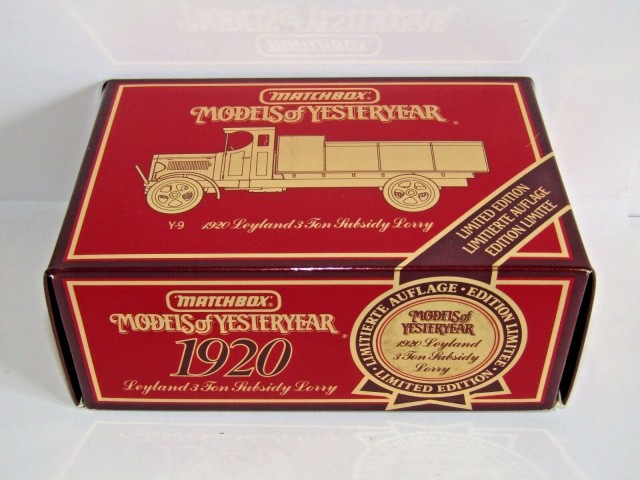 MATCHBOX®
MODELS of YESTERYEAR®
Y-9 1920 Leyland 3 Ton Subsidy Lorry
LIMITED EDITION
LIMITIERTE AUFLAGE
EDITION LIMITEE
MATCHBOX®
MODELS of YESTERYEAR®
1920
Leyland 3 Ton Subsidy Lorry
LIMITIERTE AUFLAGE • EDITION LIMITEE • LIMITED EDITION •
MODELS of
YESTERYEAR
1920 Leyland
3 Ton Subsidy
Lorry